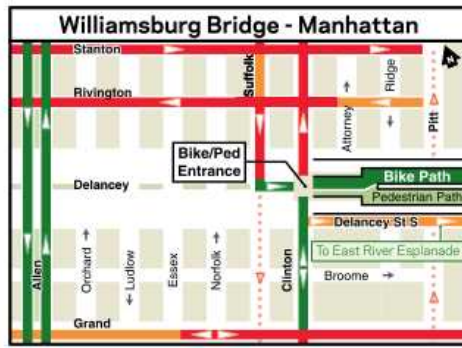 Williamsburg Bridge - Manhattan
Stanton
Suffolk
Ridge
Rivington
Attorney
Pitt
Bike/Ped
Entrance
Bike Path
Delancey
Pedestrian Path
Delancey St S
To East River Esplanade
Allen
Orchard
Ludlow
Essex
Norfolk
Clinton
Broome
Grand
N